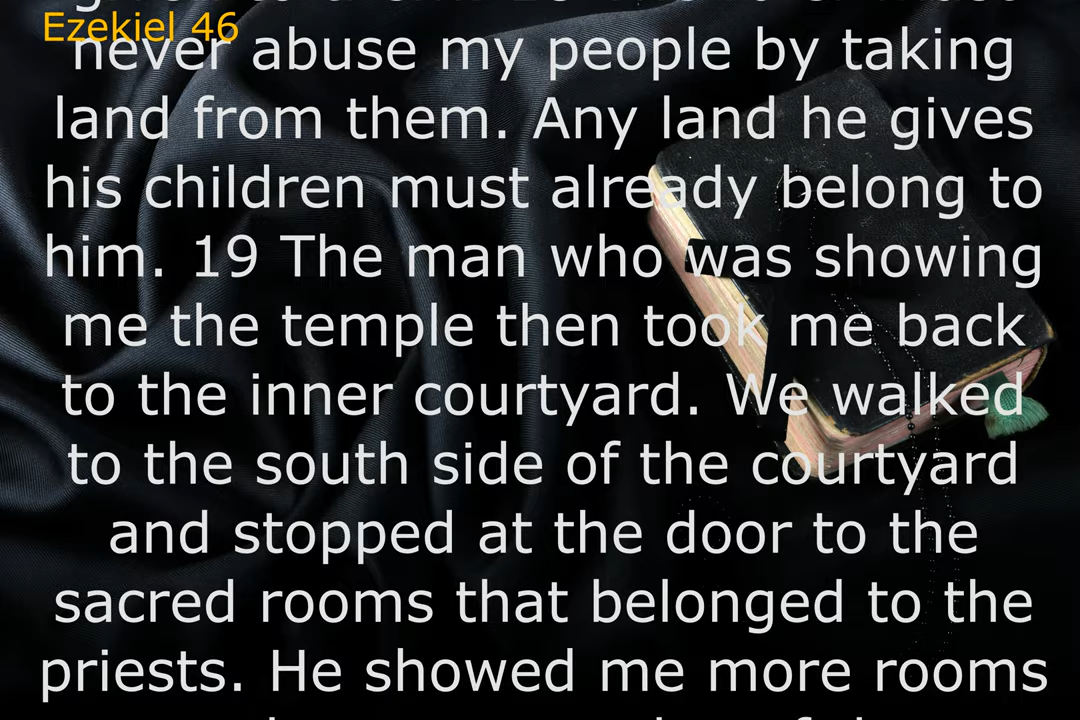 Ezekiel 46
never abuse my people by taking
land from them. Any land he gives
his children must already belong to
him. 19 The man who was showing
me the temple then took me back
to the inner courtyard. We walked
to the south side of the courtyard
and stopped at the door to the
sacred rooms that belonged to the
priests. He showed me more rooms